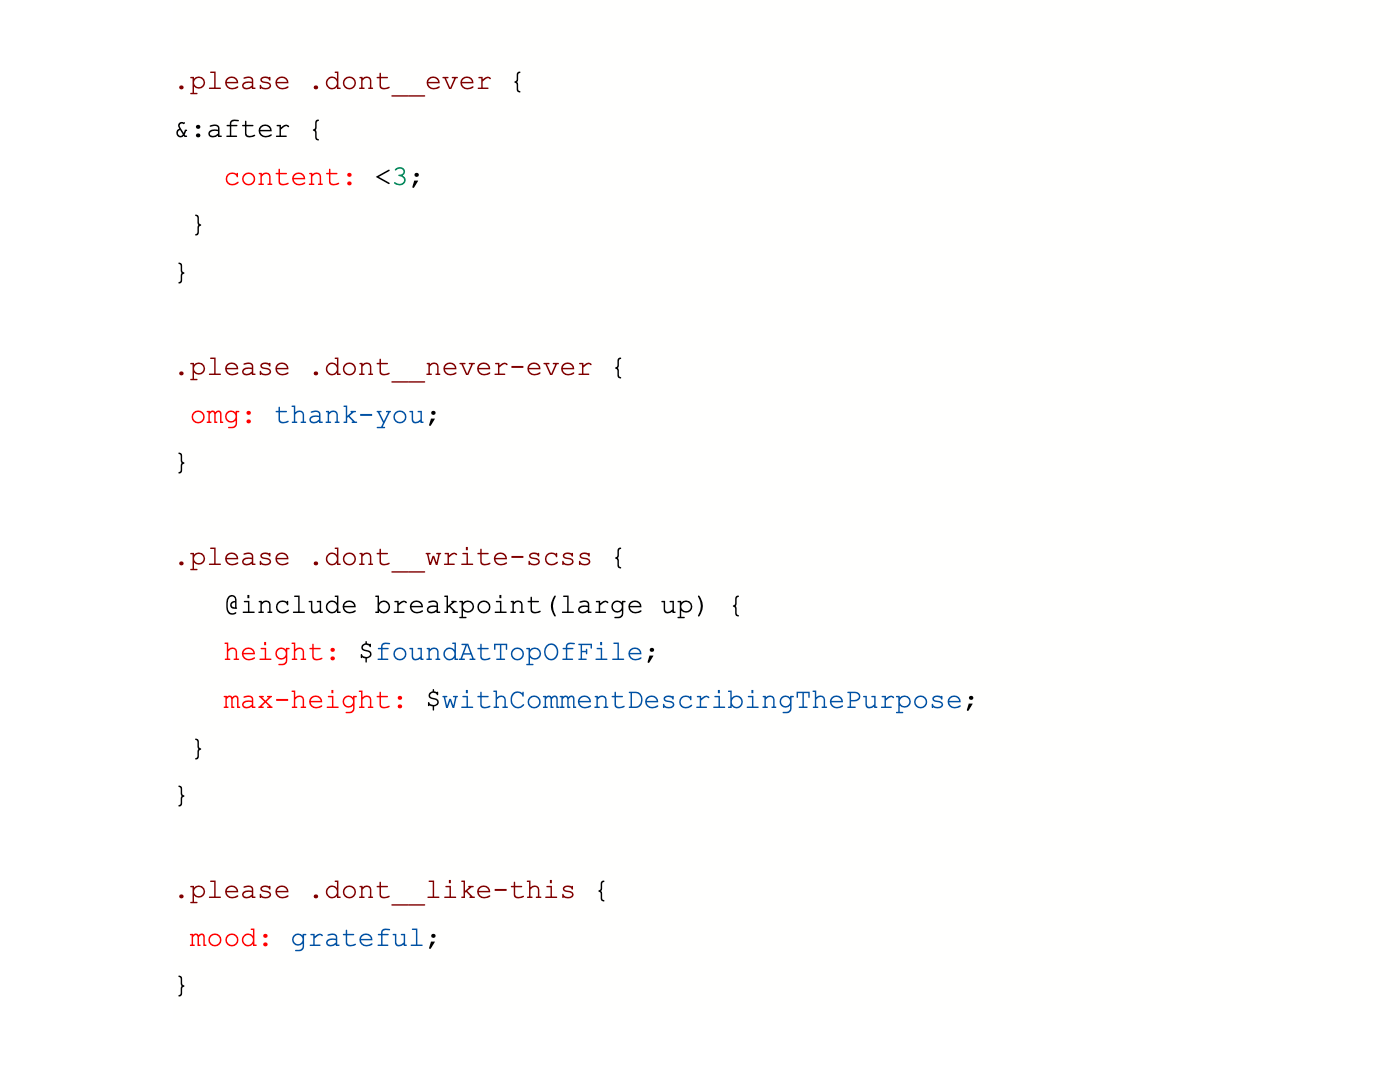 .please .dont__ever {
&:after {
   content: <3;
 }
}

.please .dont__never-ever {
 omg: thank-you;
}

.please .dont__write-scss {
   @include breakpoint(large up) {
   height: $foundAtTopOfFile;
   max-height: $withCommentDescribingThePurpose;
 }
}

.please .dont__like-this {
 mood: grateful;
}